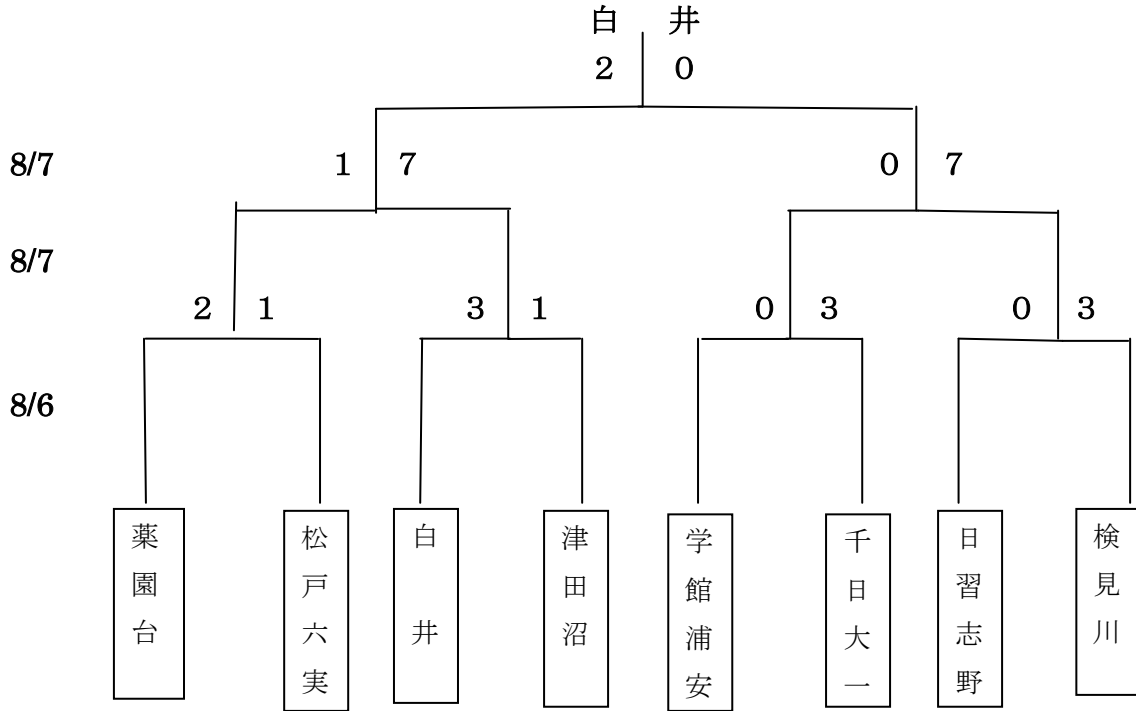 白 井
2 0
8/7
1 7
0 7
8/7
2 1
3 1
0 3
0 3
8/6
薬園台
松戸六実
白井
津田沼
学館浦安
千日大一
日習志野
検見川